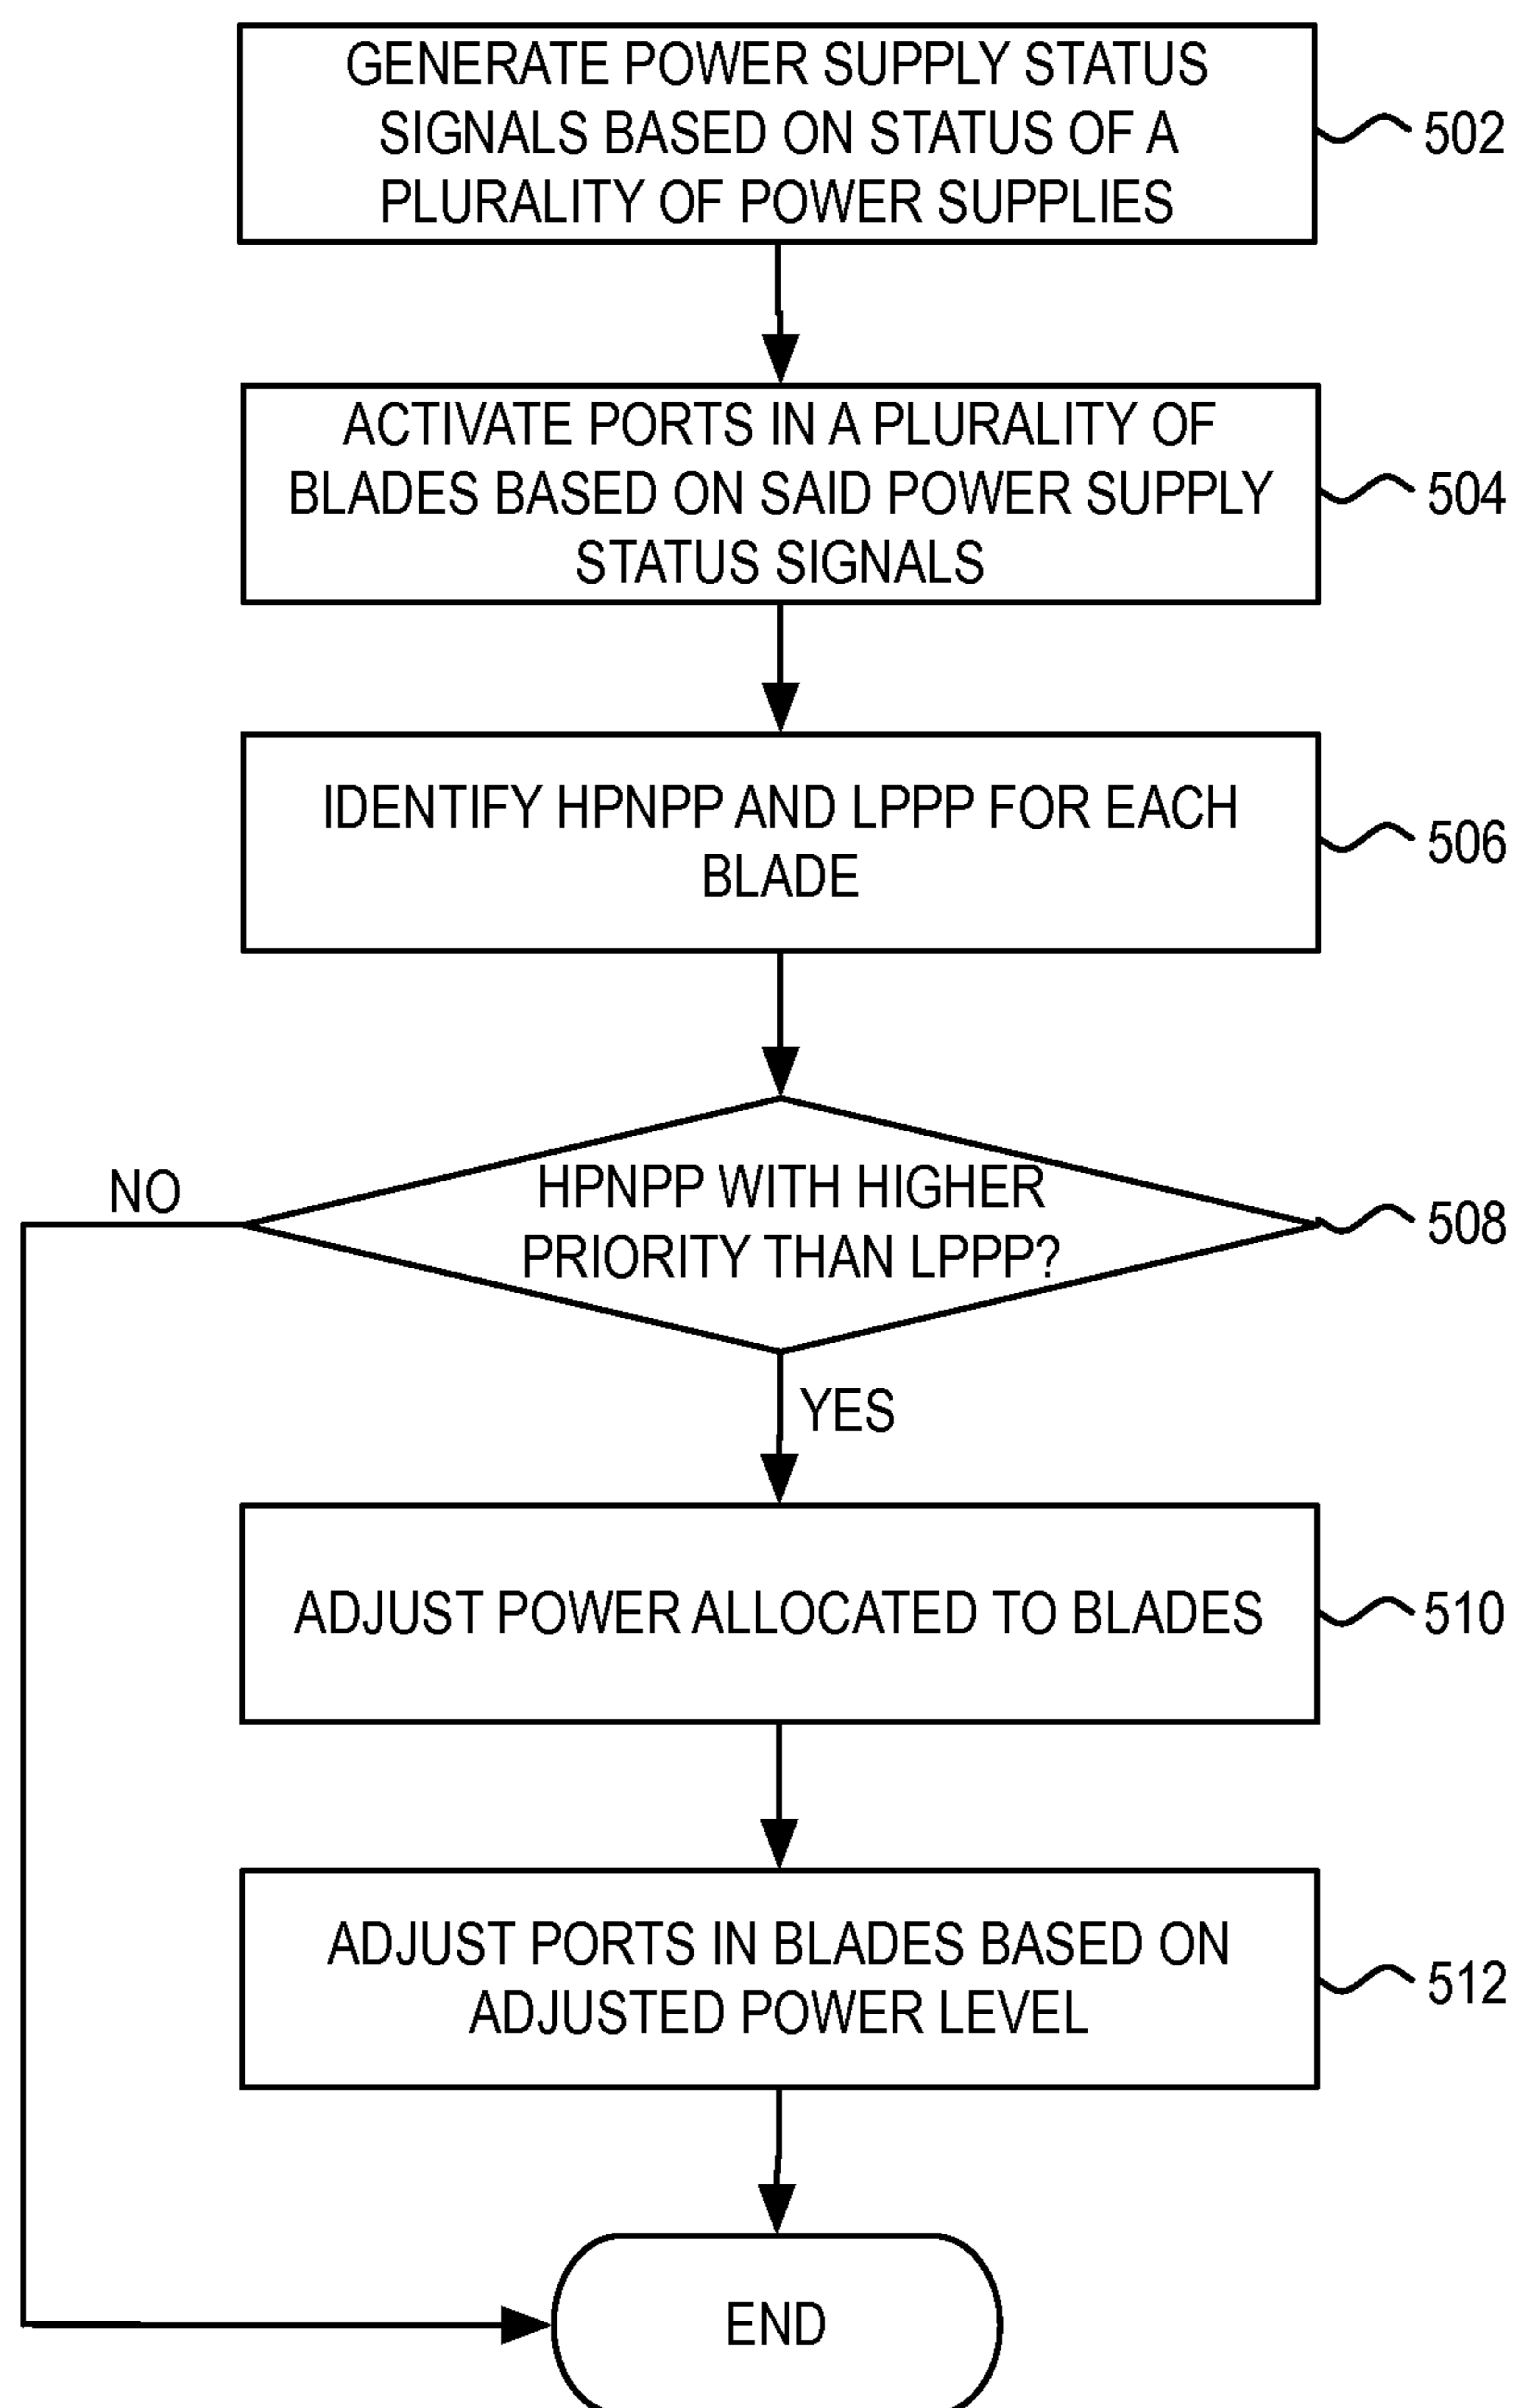 GENERATE POWER SUPPLY STATUS
SIGNALS BASED ON STATUS OF A
PLURALITY OF POWER SUPPLIES
502
ACTIVATE PORTS IN A PLURALITY OF
BLADES BASED ON SAID POWER SUPPLY
STATUS SIGNALS
504
IDENTIFY HPNPP AND LPPP FOR EACH
BLADE
506
NO
HPNPP WITH HIGHER
PRIORITY THAN LPPP?
508
YES
ADJUST POWER ALLOCATED TO BLADES
510
ADJUST PORTS IN BLADES BASED ON
ADJUSTED POWER LEVEL
512
END